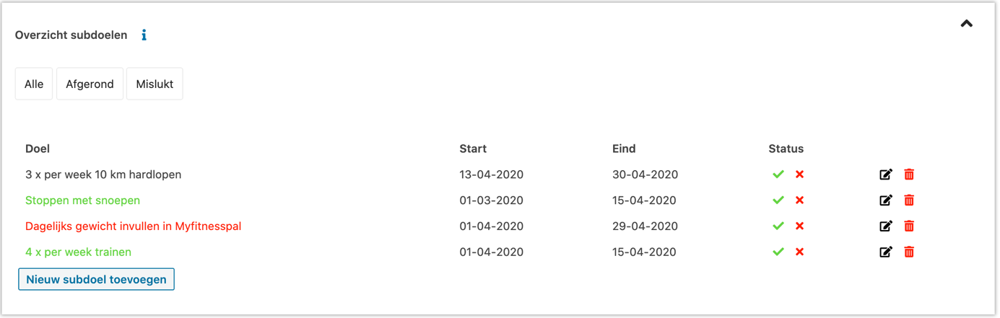 Overzicht subdoelen
Alle Afgerond Mislukt
Doel Start Eind Status
3 x per week 10 km hardlopen 13-04-2020 30-04-2020
Stoppen met snoepen 01-03-2020 15-04-2020
Dagelijks gewicht invullen in Myfitnesspal 01-04-2020 29-04-2020
4 x per week trainen 01-04-2020 15-04-2020
Nieuw subdoel toevoegen